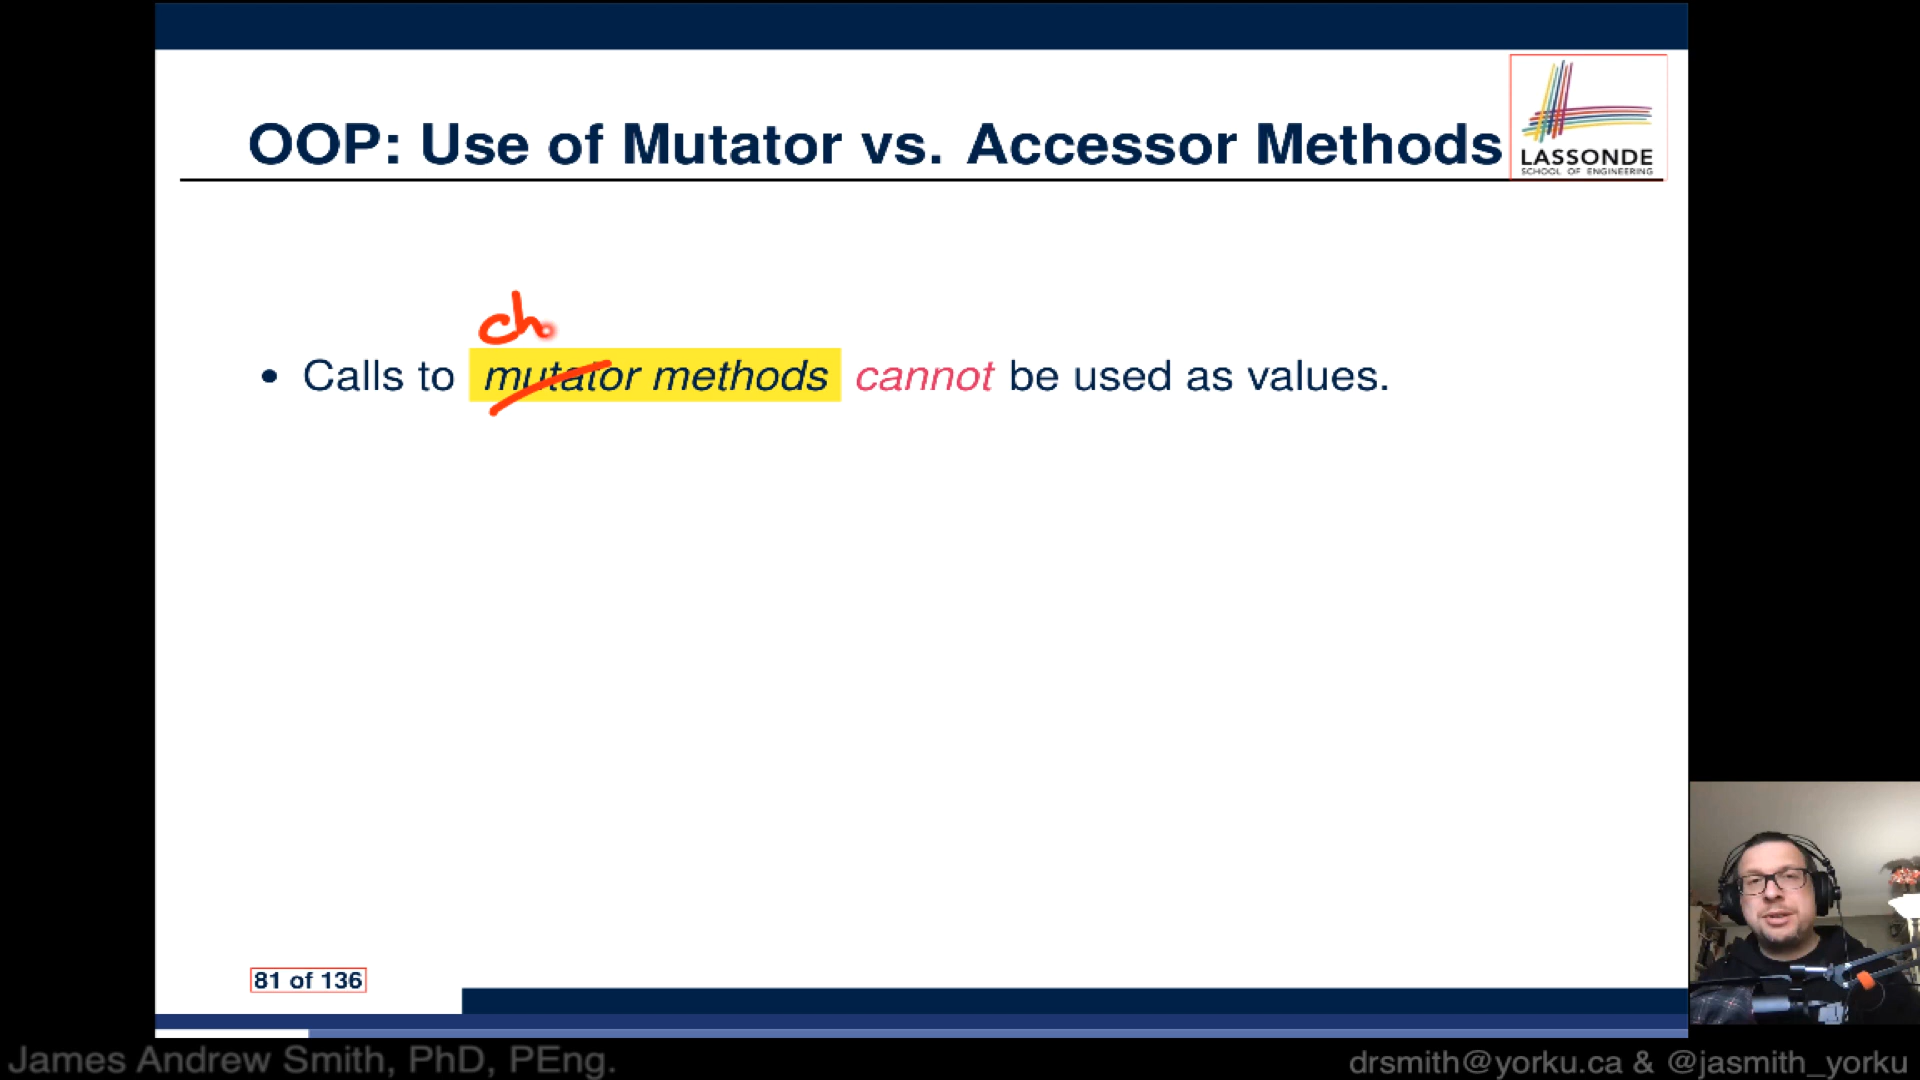 OOP: Use of Mutator vs. Accessor Methods
LASSONDE
SCHOOL OF ENGINEERING
ch
• Calls to mutator methods cannot be used as values.
81 of 136
James Andrew Smith, PhD, PEng.
drsmith@yorku.ca & @jasmith_yorku